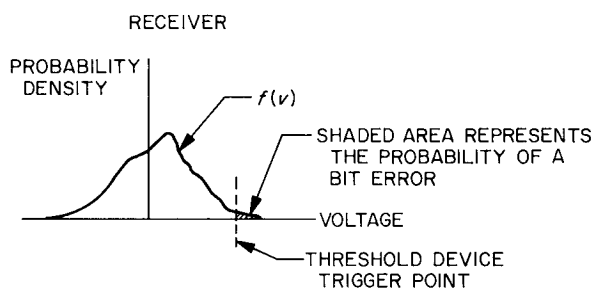 RECEIVER
PROBABILITY
DENSITY
f(v)
SHADED AREA REPRESENTS
THE PROBABILITY OF A
BIT ERROR
VOLTAGE
THRESHOLD DEVICE
TRIGGER POINT